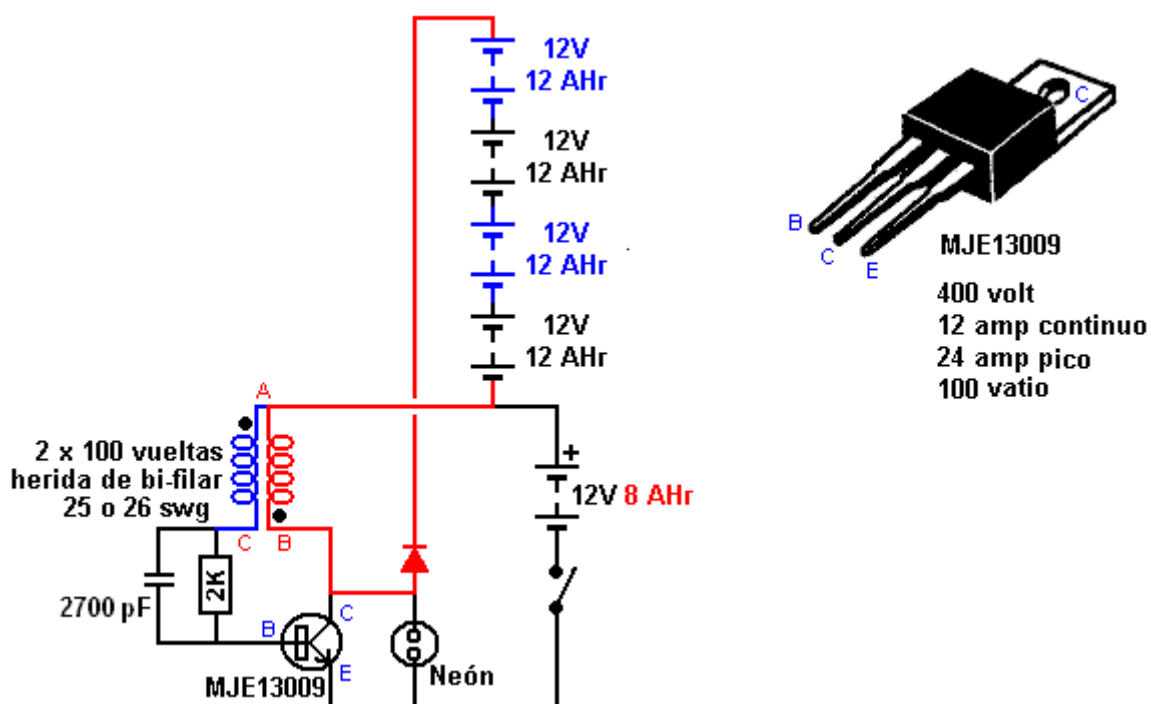 12V
12 AHr
12V
12 AHr
12V
12 AHr
12V
12 AHr
A
2 x 100 vueltas
herida de bi-filar
25 o 26 swg
C
B
2700 pF
2K
B
C
E
MJE13009
Neón
+
12V 8 AHr
C
B
C
E
MJE13009
400 volt
12 amp continuo
24 amp pico
100 vatio